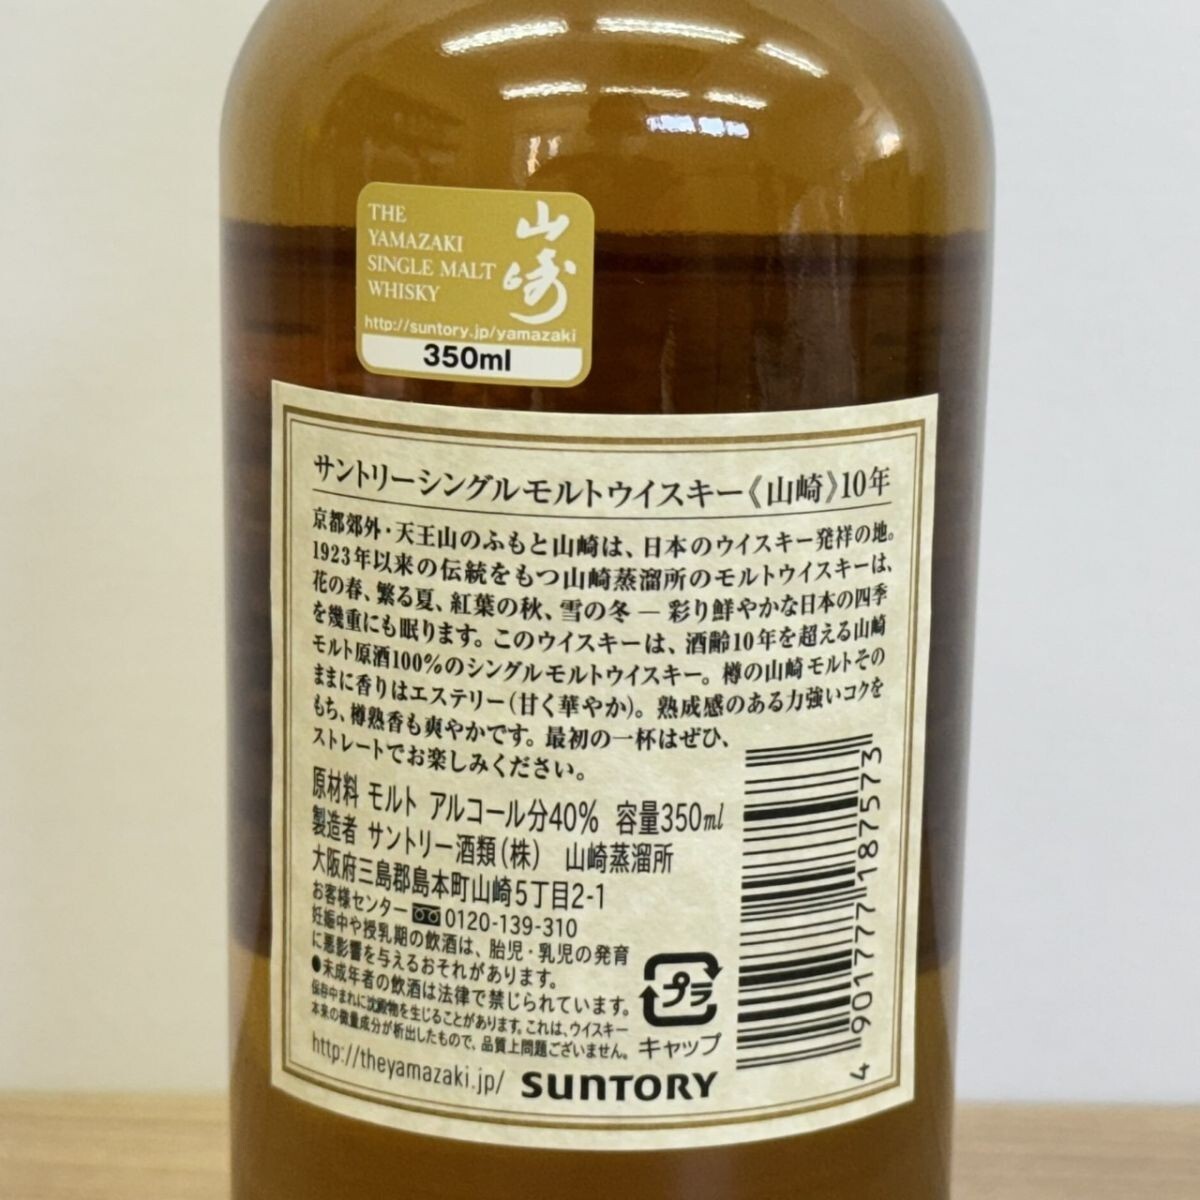 THE
YAMAZAKI
SINGLE MALT
WHISKY
山崎
http://suntory.jp/yamazaki
350ml
サントリーシングルモルトウイスキー《山崎》10年
京都郊外・天王山のふもと山崎は、日本のウイスキー発祥の地。
1923年以来の伝統をもつ山崎蒸溜所のモルトウイスキーは、
花の春、繁る夏、紅葉の秋、雪の冬 ― 彩り鮮やかな日本の四季
を幾重にも眠ります。このウイスキーは、酒齢10年を超える山崎
モルト原酒100%のシングルモルトウイスキー。樽の山崎モルトその
ままに香りはエステリー(甘く華やか)。熟成感のある力強いコクを
もち、樽熟香も爽やかです。最初の一杯はぜひ、
ストレートでお楽しみください。
原材料 モルト アルコール分40% 容量350ml
製造者 サントリー酒類(株) 山崎蒸溜所
大阪府三島郡島本町山崎5丁目2-1
お客様センター 0120-139-310
妊娠中や授乳期の飲酒は、胎児・乳児の発育
に悪影響を与えるおそれがあります。
●未成年者の飲酒は法律で禁じられています。
保存中まれに沈殿物を生じることがあります。これは、ウイスキー
本来の微量成分が析出したもので、品質上問題ございません。
http://theyamazaki.jp/
SUNTORY
プラ
キャップ
4 901777 187573